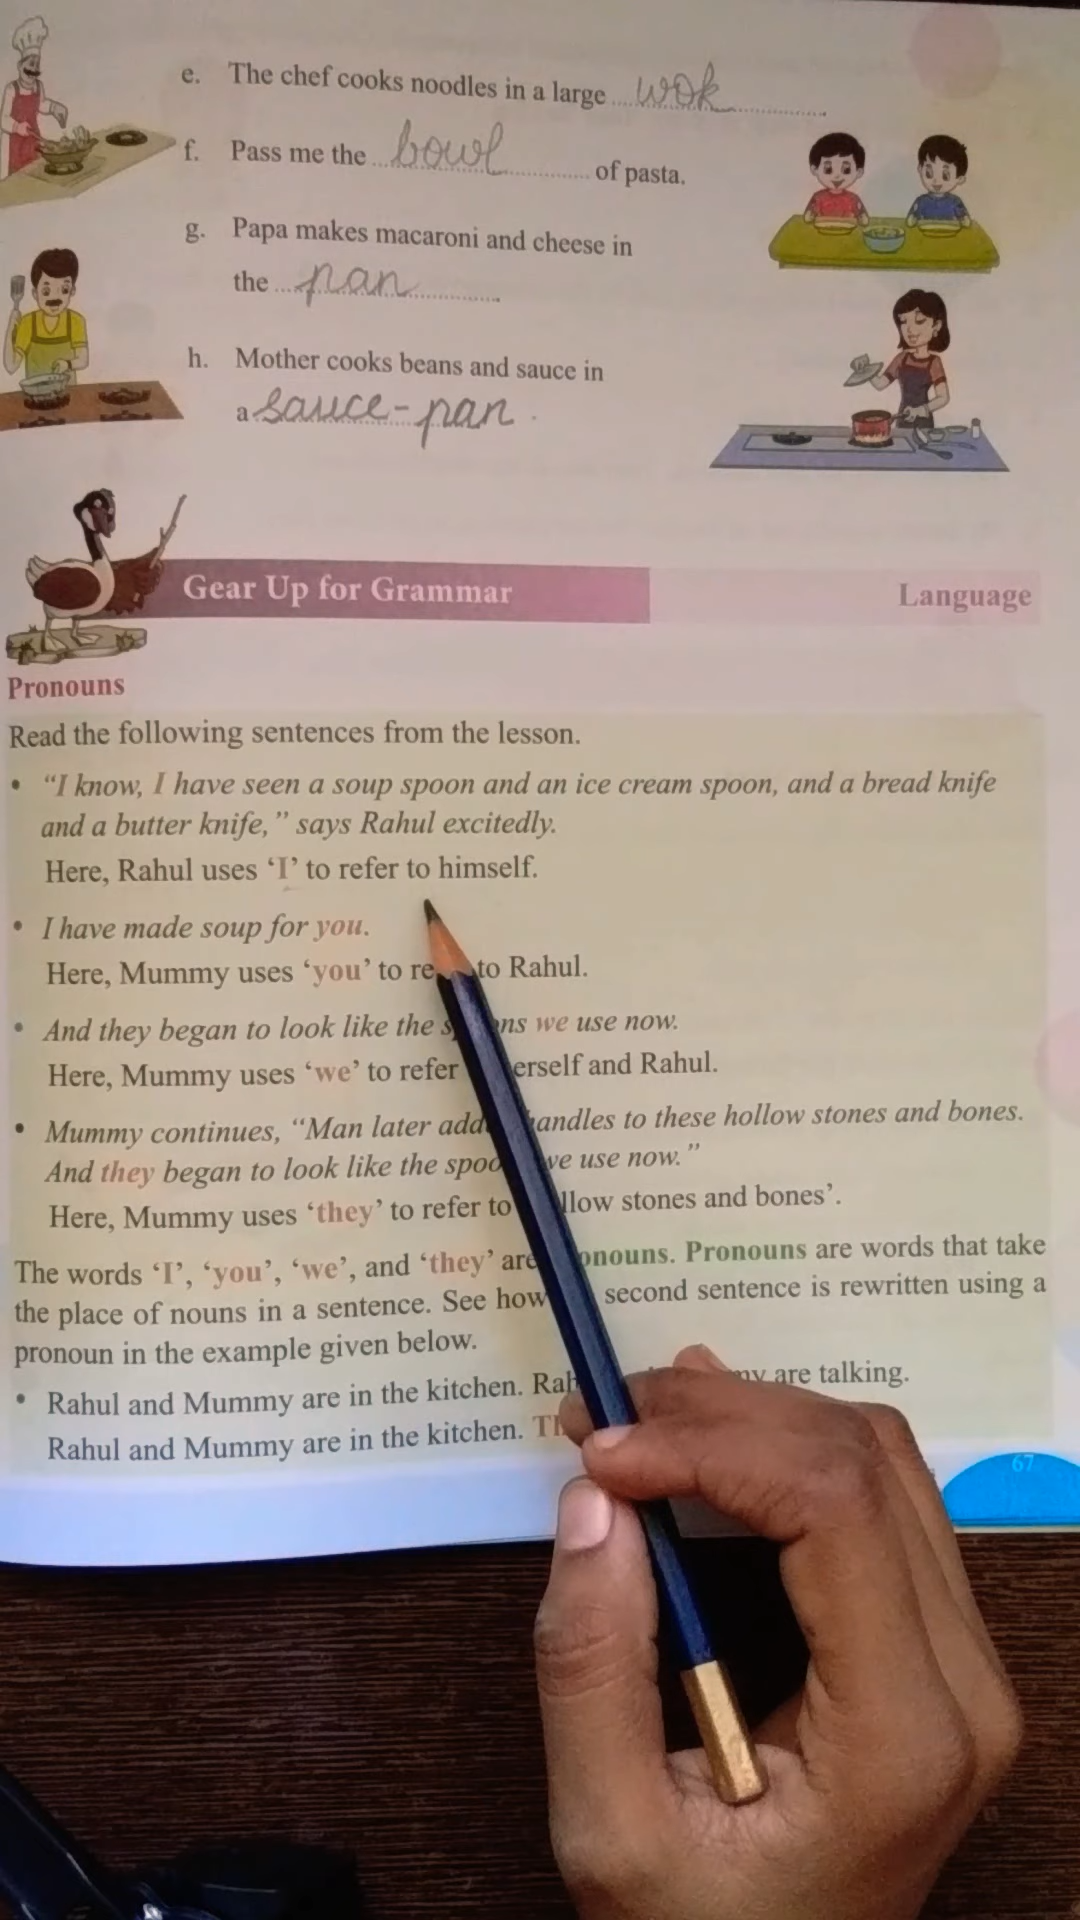 e. The chef cooks noodles in a large wok
f. Pass me the bowl of pasta.
g. Papa makes macaroni and cheese in
the pan
h. Mother cooks beans and sauce in
a sauce-pan.
Gear Up for Grammar
Language
Pronouns
Read the following sentences from the lesson.
• “I know, I have seen a soup spoon and an ice cream spoon, and a bread knife
and a butter knife,” says Rahul excitedly.
Here, Rahul uses ‘I’ to refer to himself.
• I have made soup for you.
Here, Mummy uses ‘you’ to re to Rahul.
• And they began to look like the s ns we use now.
Here, Mummy uses ‘we’ to refer erself and Rahul.
• Mummy continues, “Man later add handles to these hollow stones and bones.
And they began to look like the spoo we use now.”
Here, Mummy uses ‘they’ to refer to llow stones and bones’.
The words ‘I’, ‘you’, ‘we’, and ‘they’ are onouns. Pronouns are words that take
the place of nouns in a sentence. See how second sentence is rewritten using a
pronoun in the example given below.
• Rahul and Mummy are in the kitchen. Rah my are talking.
Rahul and Mummy are in the kitchen. Th
67